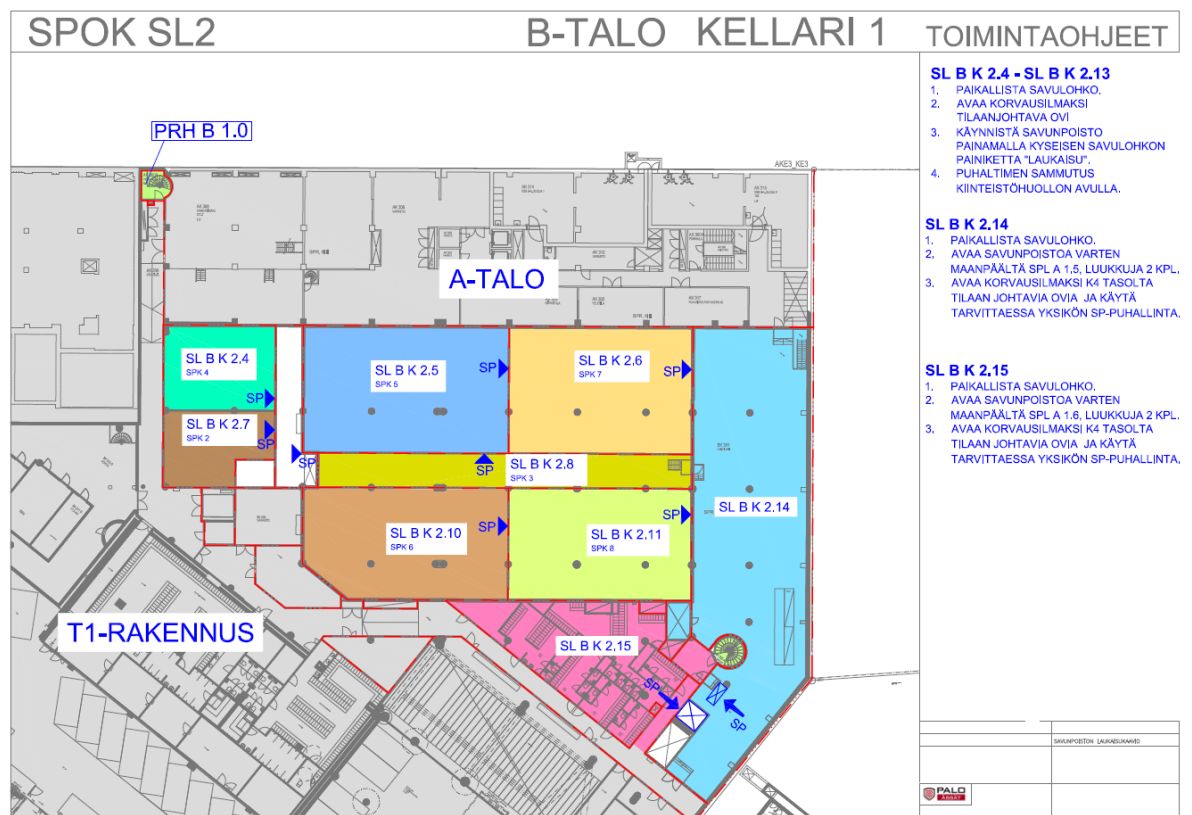 SPOK SL2
B-TALO KELLARI 1
TOIMINTAOHJEET
SL B K 2.4 - SL B K 2.13
1. PAIKALLISTA SAVULOHKO.
2. AVAA KORVAUSILMAKSI
TILAANJOHTAVA OVI
3. KÄYNNISTÄ SAVUNPOISTO
PAINAMALLA KYSEISEN SAVULOHKON
PAINIKETTA "LAUKAISU".
4. PUHALTIMEN SAMMUTUS
KIINTEISTÖHUOLLON AVULLA.
SL B K 2.14
1. PAIKALLISTA SAVULOHKO.
2. AVAA SAVUNPOISTOA VARTEN
MAANPÄÄLTÄ SPL A 1.5, LUUKKUJA 2 KPL.
3. AVAA KORVAUSILMAKSI K4 TASOLTA
TILAAN JOHTAVIA OVIA JA KÄYTÄ
TARVITTAESSA YKSIKÖN SP-PUHALLINTA.
SL B K 2.15
1. PAIKALLISTA SAVULOHKO.
2. AVAA SAVUNPOISTOA VARTEN
MAANPÄÄLTÄ SPL A 1.6, LUUKKUJA 2 KPL.
3. AVAA KORVAUSILMAKSI K4 TASOLTA
TILAAN JOHTAVIA OVIA JA KÄYTÄ
TARVITTAESSA YKSIKÖN SP-PUHALLINTA.
PRH B 1.0
AKE3_KE3
A-TALO
SL B K 2.4
SPK 4
SP
SL B K 2.5
SPK 5
SP
SL B K 2.6
SPK 7
SP
SL B K 2.7
SPK 2
SP
SP
SP
SL B K 2.8
SPK 3
SL B K 2.14
SL B K 2.10
SPK 6
SP
SL B K 2.11
SPK 8
SP
T1-RAKENNUS
SL B K 2.15
SP
SP
SAVUNPOISTON LAUKAISUKAAVIO
PALO
ÄSSÄT